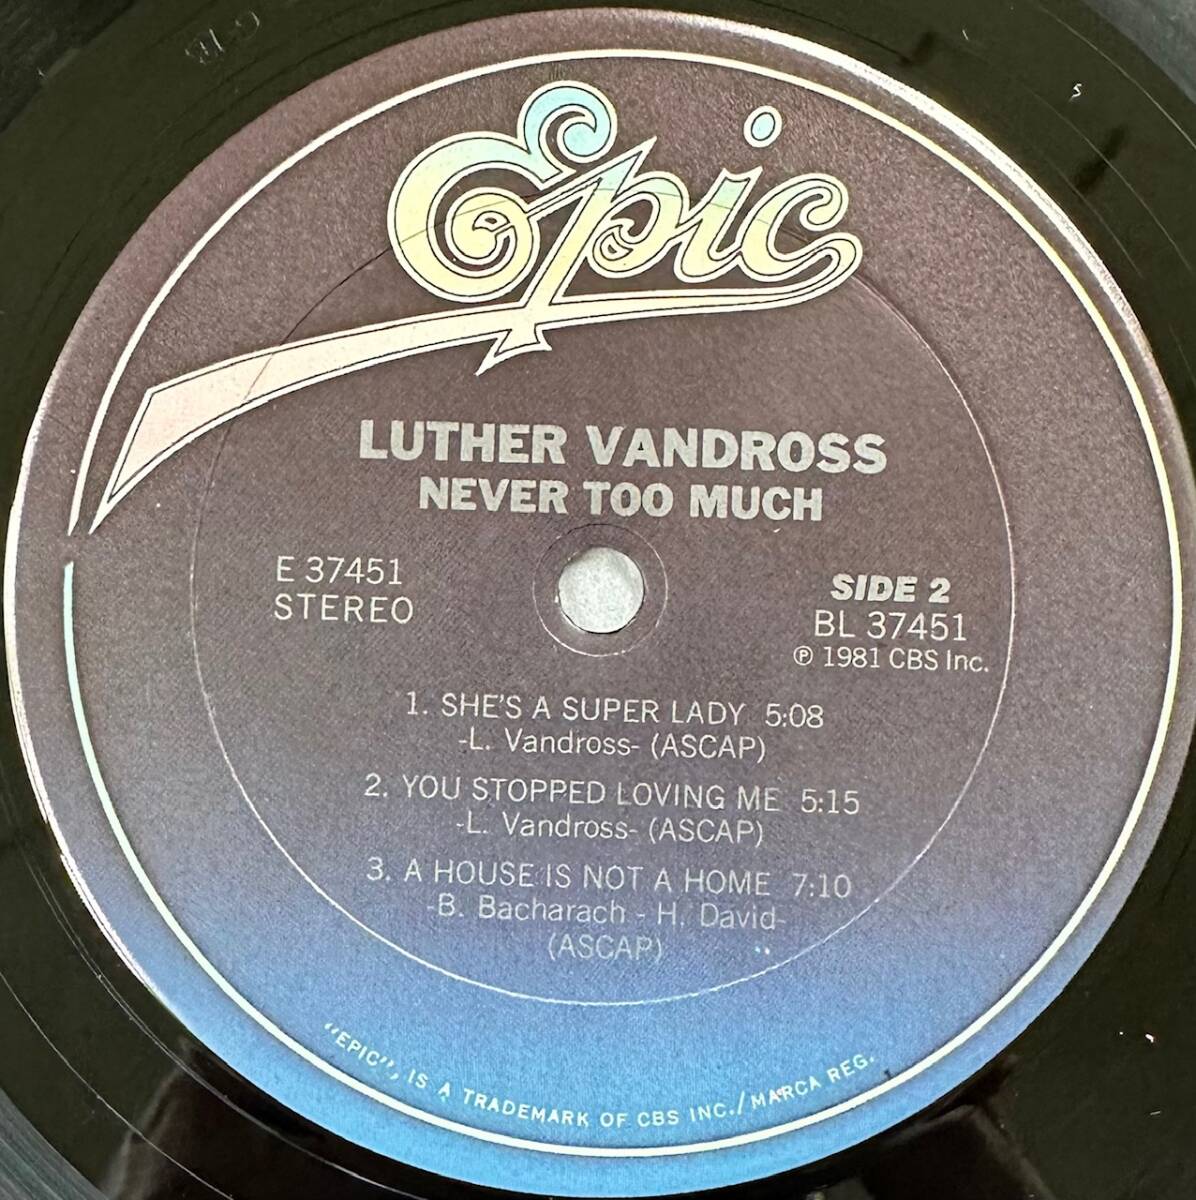 Epic
LUTHER VANDROSS
NEVER TOO MUCH
E 37451
STEREO
SIDE 2
BL 37451
℗ 1981 CBS Inc.
1. SHE'S A SUPER LADY 5:08
-L. Vandross- (ASCAP)
2. YOU STOPPED LOVING ME 5:15
-L. Vandross- (ASCAP)
3. A HOUSE IS NOT A HOME 7:10
-B. Bacharach - H. David-
(ASCAP)
"EPIC", IS A TRADEMARK OF CBS INC./MARCA REG.